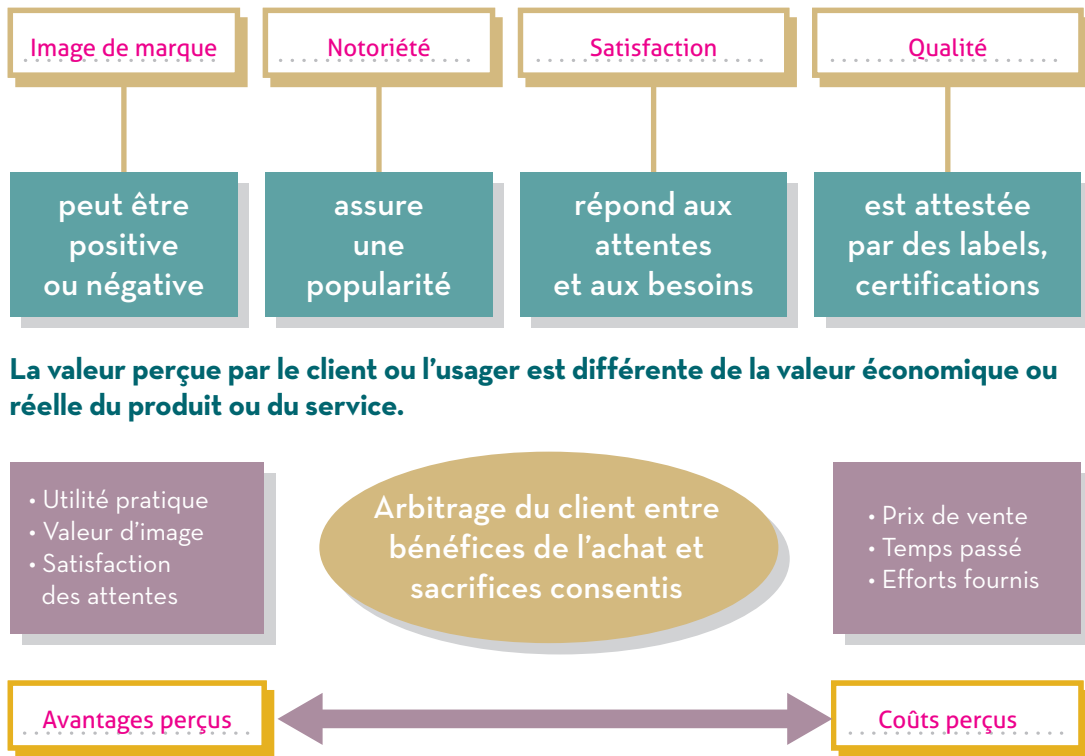 Image de marque
Notoriété
Satisfaction
Qualité
peut être
positive
ou négative
assure
une
popularité
répond aux
attentes
et aux besoins
est attestée
par des labels,
certifications
La valeur perçue par le client ou l’usager est différente de la valeur économique ou
réelle du produit ou du service.
• Utilité pratique
• Valeur d’image
• Satisfaction
des attentes
Arbitrage du client entre
bénéfices de l’achat et
sacrifices consentis
• Prix de vente
• Temps passé
• Efforts fournis
Avantages perçus
Coûts perçus